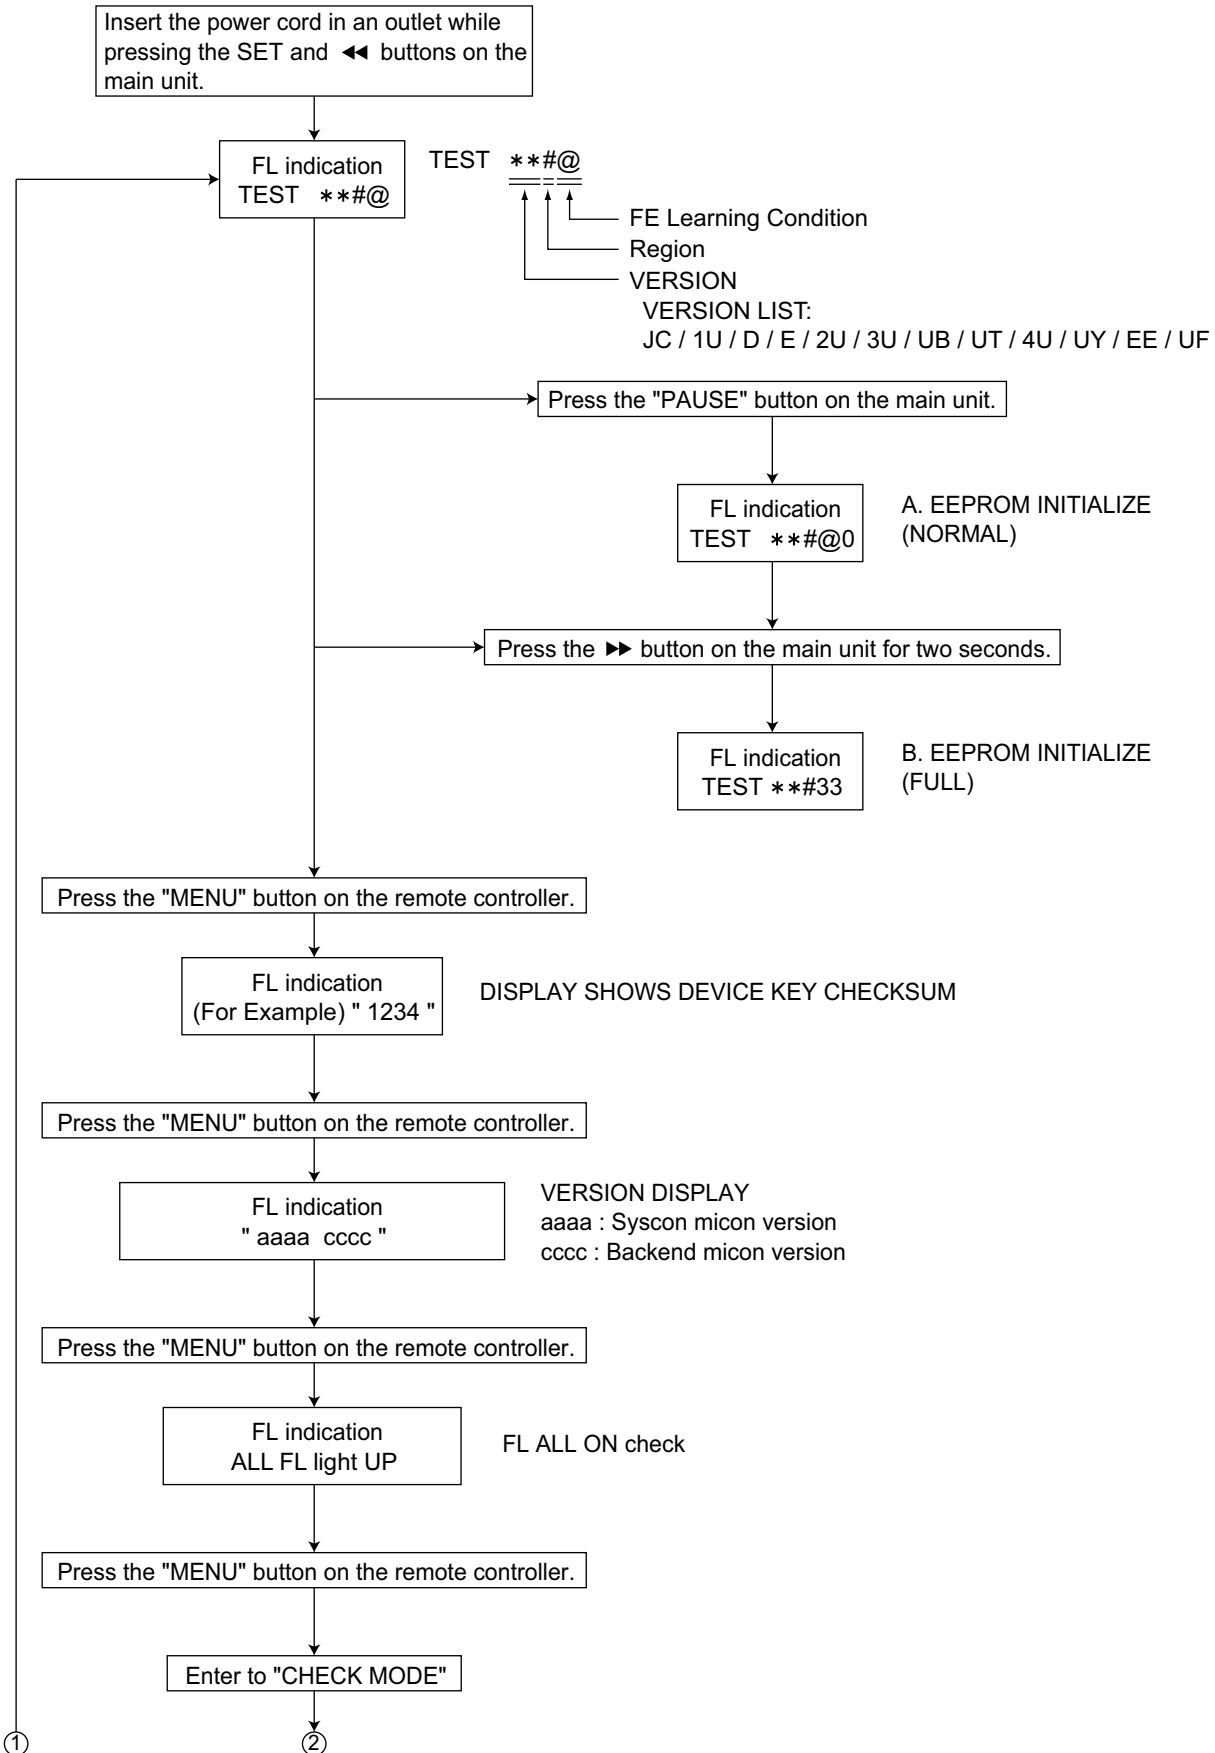 Insert the power cord in an outlet while
pressing the SET and ◀◀ buttons on the
main unit.
FL indication
TEST **#@
TEST **#@
FE Learning Condition
Region
VERSION
VERSION LIST:
JC / 1U / D / E / 2U / 3U / UB / UT / 4U / UY / EE / UF
Press the "PAUSE" button on the main unit.
FL indication
TEST **#@0
A. EEPROM INITIALIZE
(NORMAL)
Press the ▶▶ button on the main unit for two seconds.
FL indication
TEST **#33
B. EEPROM INITIALIZE
(FULL)
Press the "MENU" button on the remote controller.
FL indication
(For Example) " 1234 "
DISPLAY SHOWS DEVICE KEY CHECKSUM
Press the "MENU" button on the remote controller.
FL indication
" aaaa cccc "
VERSION DISPLAY
aaaa : Syscon micon version
cccc : Backend micon version
Press the "MENU" button on the remote controller.
FL indication
ALL FL light UP
FL ALL ON check
Press the "MENU" button on the remote controller.
Enter to "CHECK MODE"
1
2